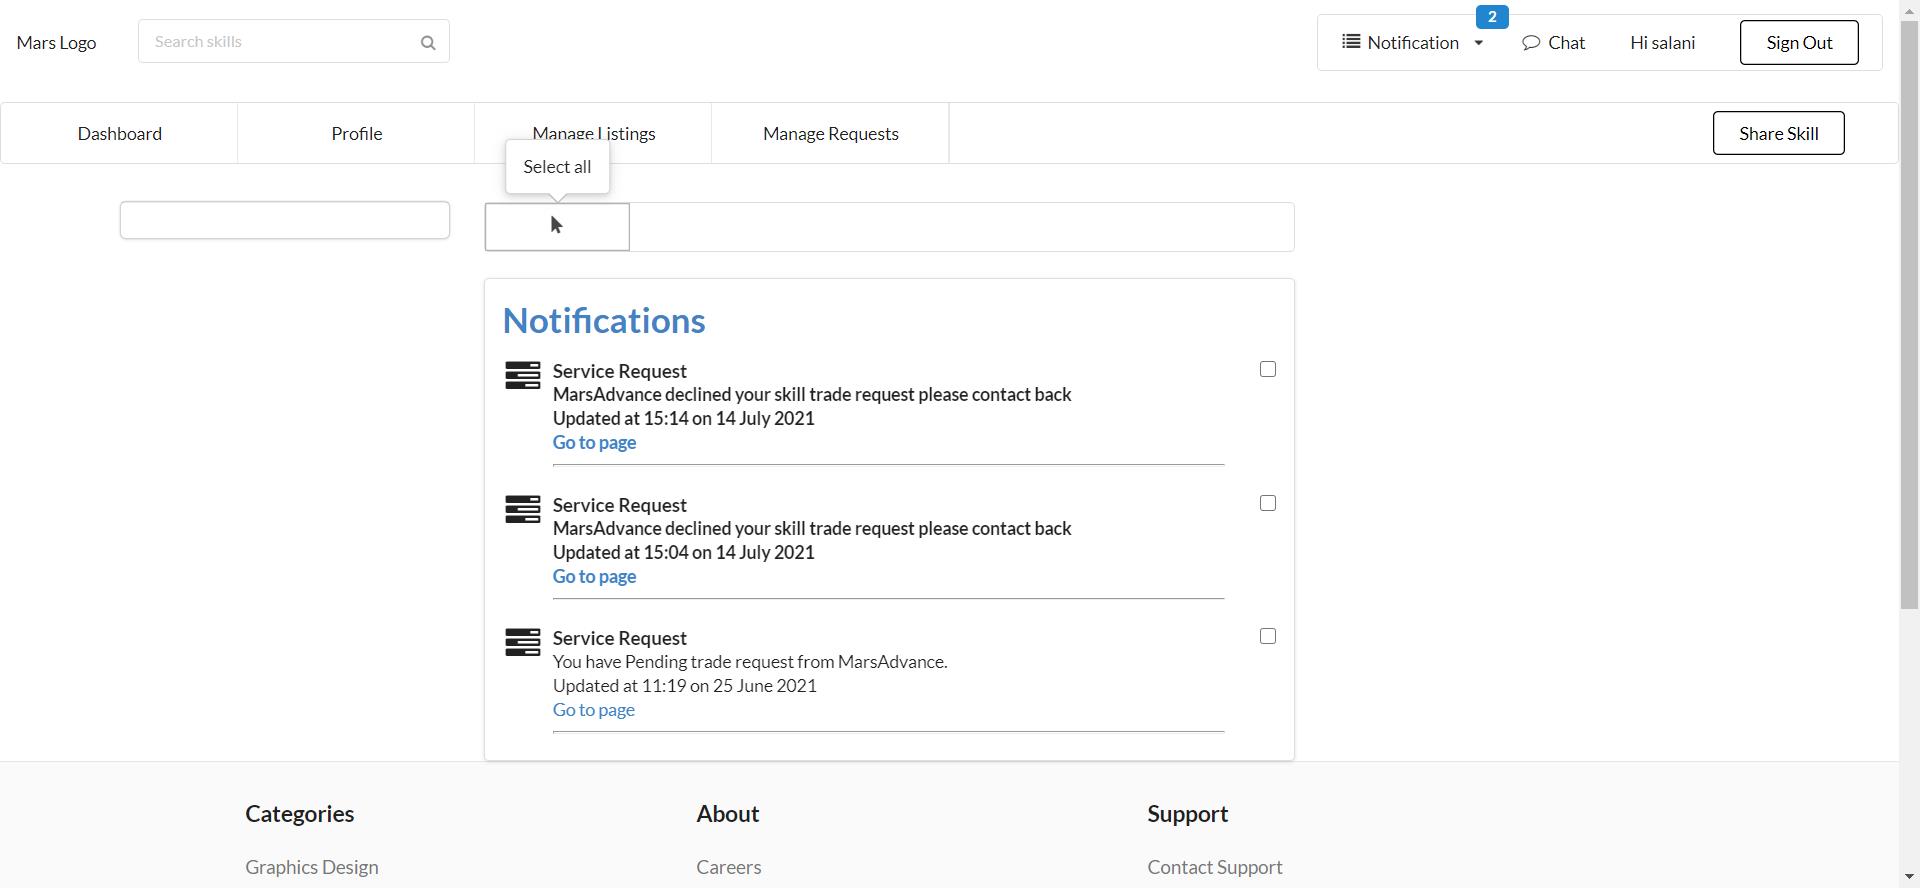 Mars Logo
Search skills
2
Notification
Chat
Hi salani
Sign Out
Dashboard
Profile
Manage Listings
Manage Requests
Share Skill
Select all
Notifications
Service Request
MarsAdvance declined your skill trade request please contact back
Updated at 15:14 on 14 July 2021
Go to page
Service Request
MarsAdvance declined your skill trade request please contact back
Updated at 15:04 on 14 July 2021
Go to page
Service Request
You have Pending trade request from MarsAdvance.
Updated at 11:19 on 25 June 2021
Go to page
Categories
About
Support
Graphics Design
Careers
Contact Support